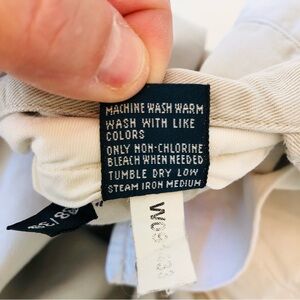 MACHINE WASH WARM
WASH WITH LIKE
COLORS
ONLY NON-CHLORINE
BLEACH WHEN NEEDED
TUMBLE DRY LOW
STEAM IRON MEDIUM